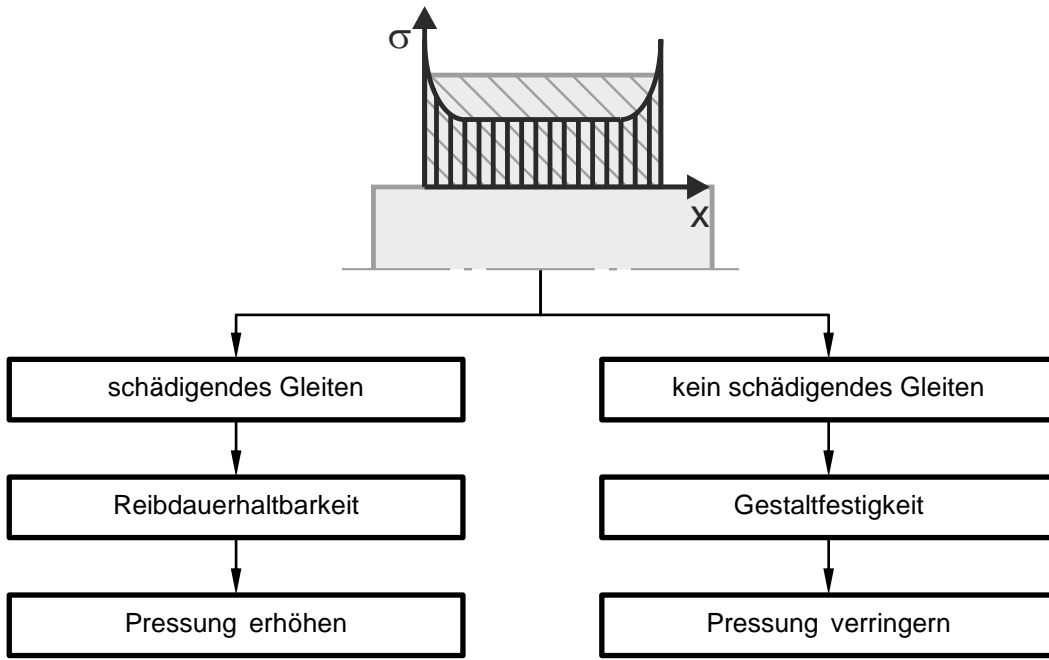 σ
x
schädigendes Gleiten
kein schädigendes Gleiten
Reibdauerhaltbarkeit
Gestaltfestigkeit
Pressung erhöhen
Pressung verringern